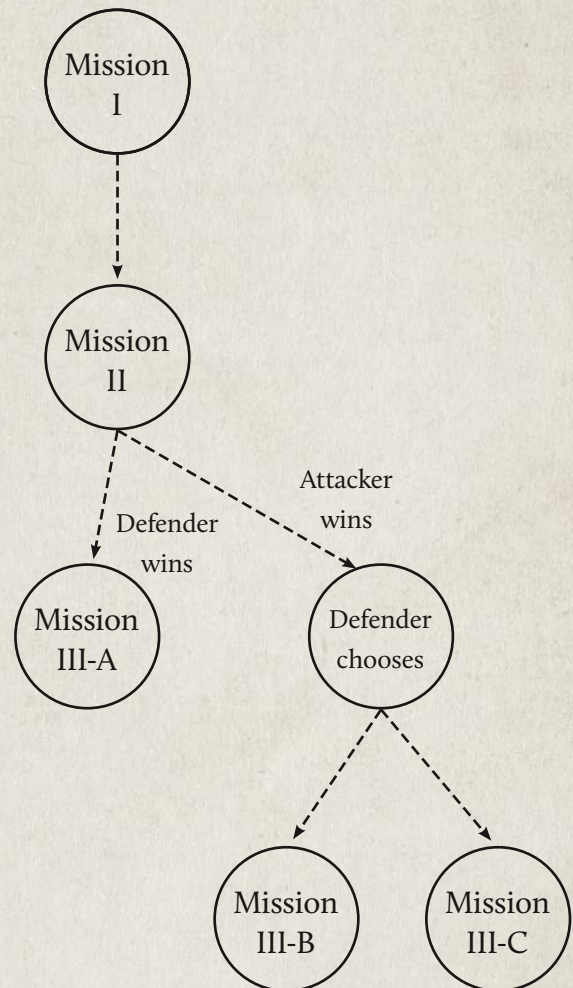 Mission
I
Mission
II
Attacker
wins
Defender
wins
Mission
III-A
Defender
chooses
Mission
III-B
Mission
III-C